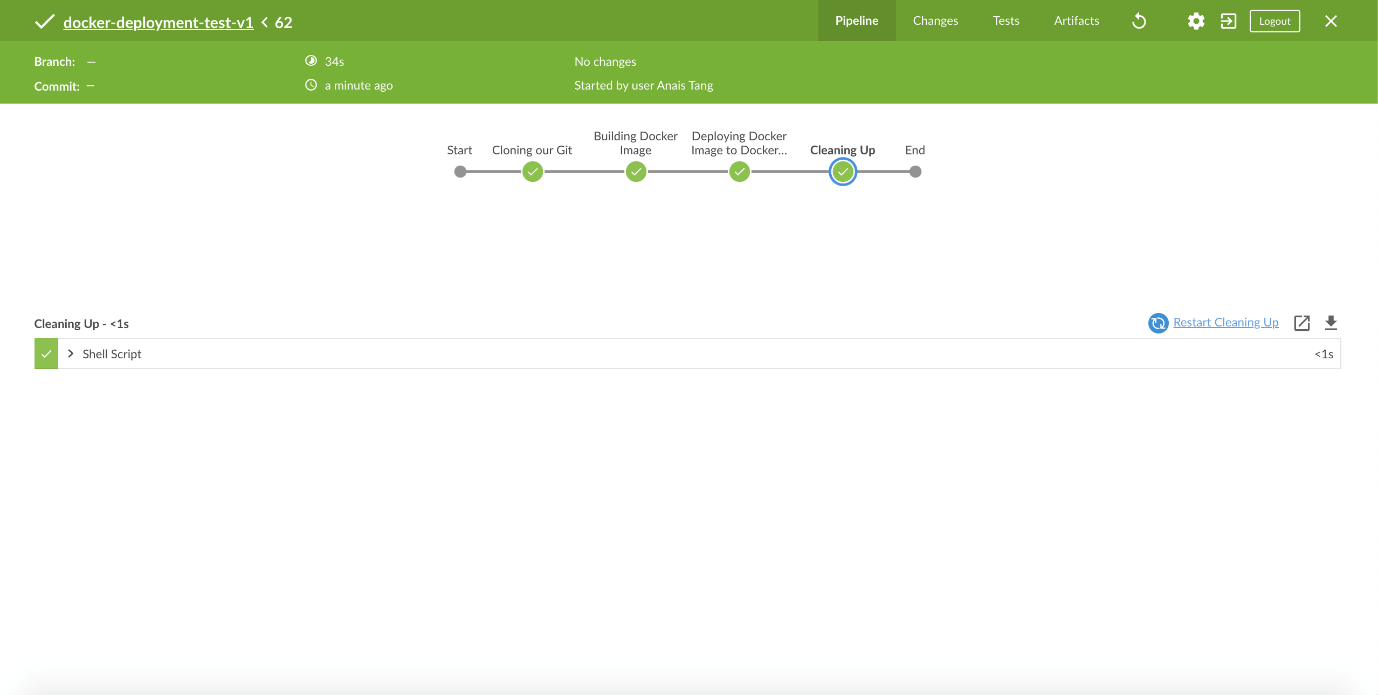 docker-deployment-test-v1 < 62
Pipeline
Changes
Tests
Artifacts
Logout
Branch: —
34s
No changes
Commit: —
a minute ago
Started by user Anais Tang
Start
Cloning our Git
Building Docker
Image
Deploying Docker
Image to Docker...
Cleaning Up
End
Cleaning Up - <1s
Restart Cleaning Up
Shell Script
<1s